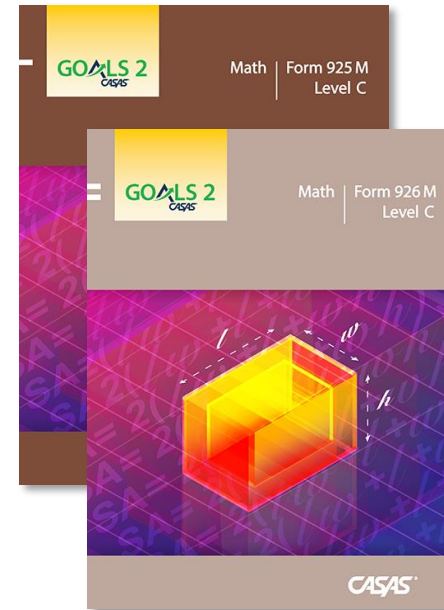 GOALS 2
CASAS
Math | Form 925 M
Level C
GOALS 2
CASAS
Math | Form 926 M
Level C
l
w
h
CASAS